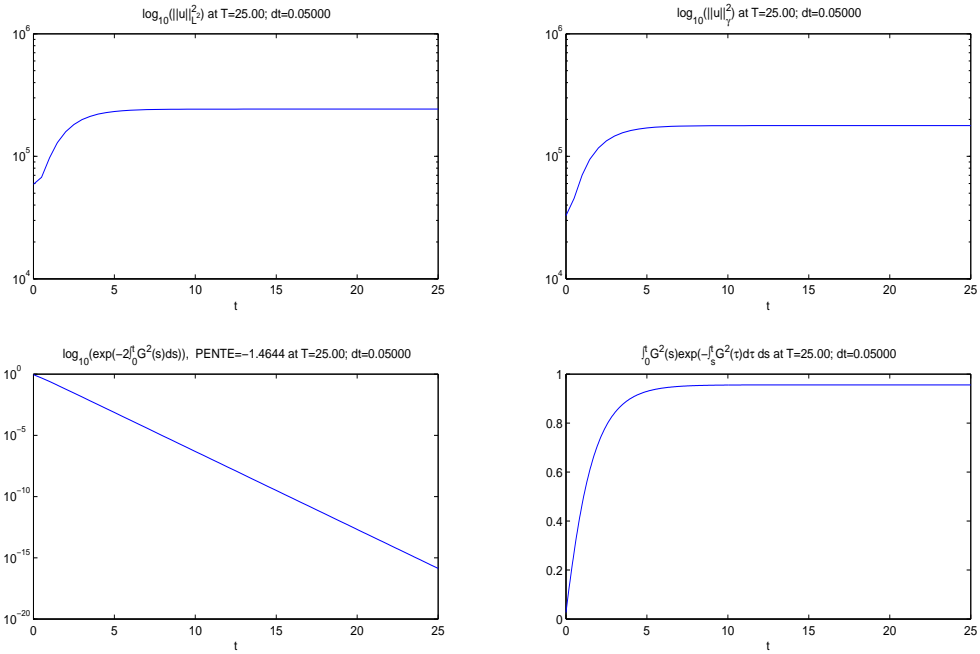 log₁₀(||u||²_L²) at T=25.00; dt=0.05000
10⁶
10⁵
10⁴
0 5 10 15 20 25
t
log₁₀(||u||²_γ) at T=25.00; dt=0.05000
10⁶
10⁵
10⁴
0 5 10 15 20 25
t
log₁₀(exp(−2∫₀ᵗG²(s)ds)), PENTE=−1.4644 at T=25.00; dt=0.05000
10⁰
10⁻⁵
10⁻¹⁰
10⁻¹⁵
10⁻²⁰
0 5 10 15 20 25
t
∫₀ᵗG²(s)exp(−∫ₛᵗG²(τ)dτ ds at T=25.00; dt=0.05000
1
0.8
0.6
0.4
0.2
0
0 5 10 15 20 25
t